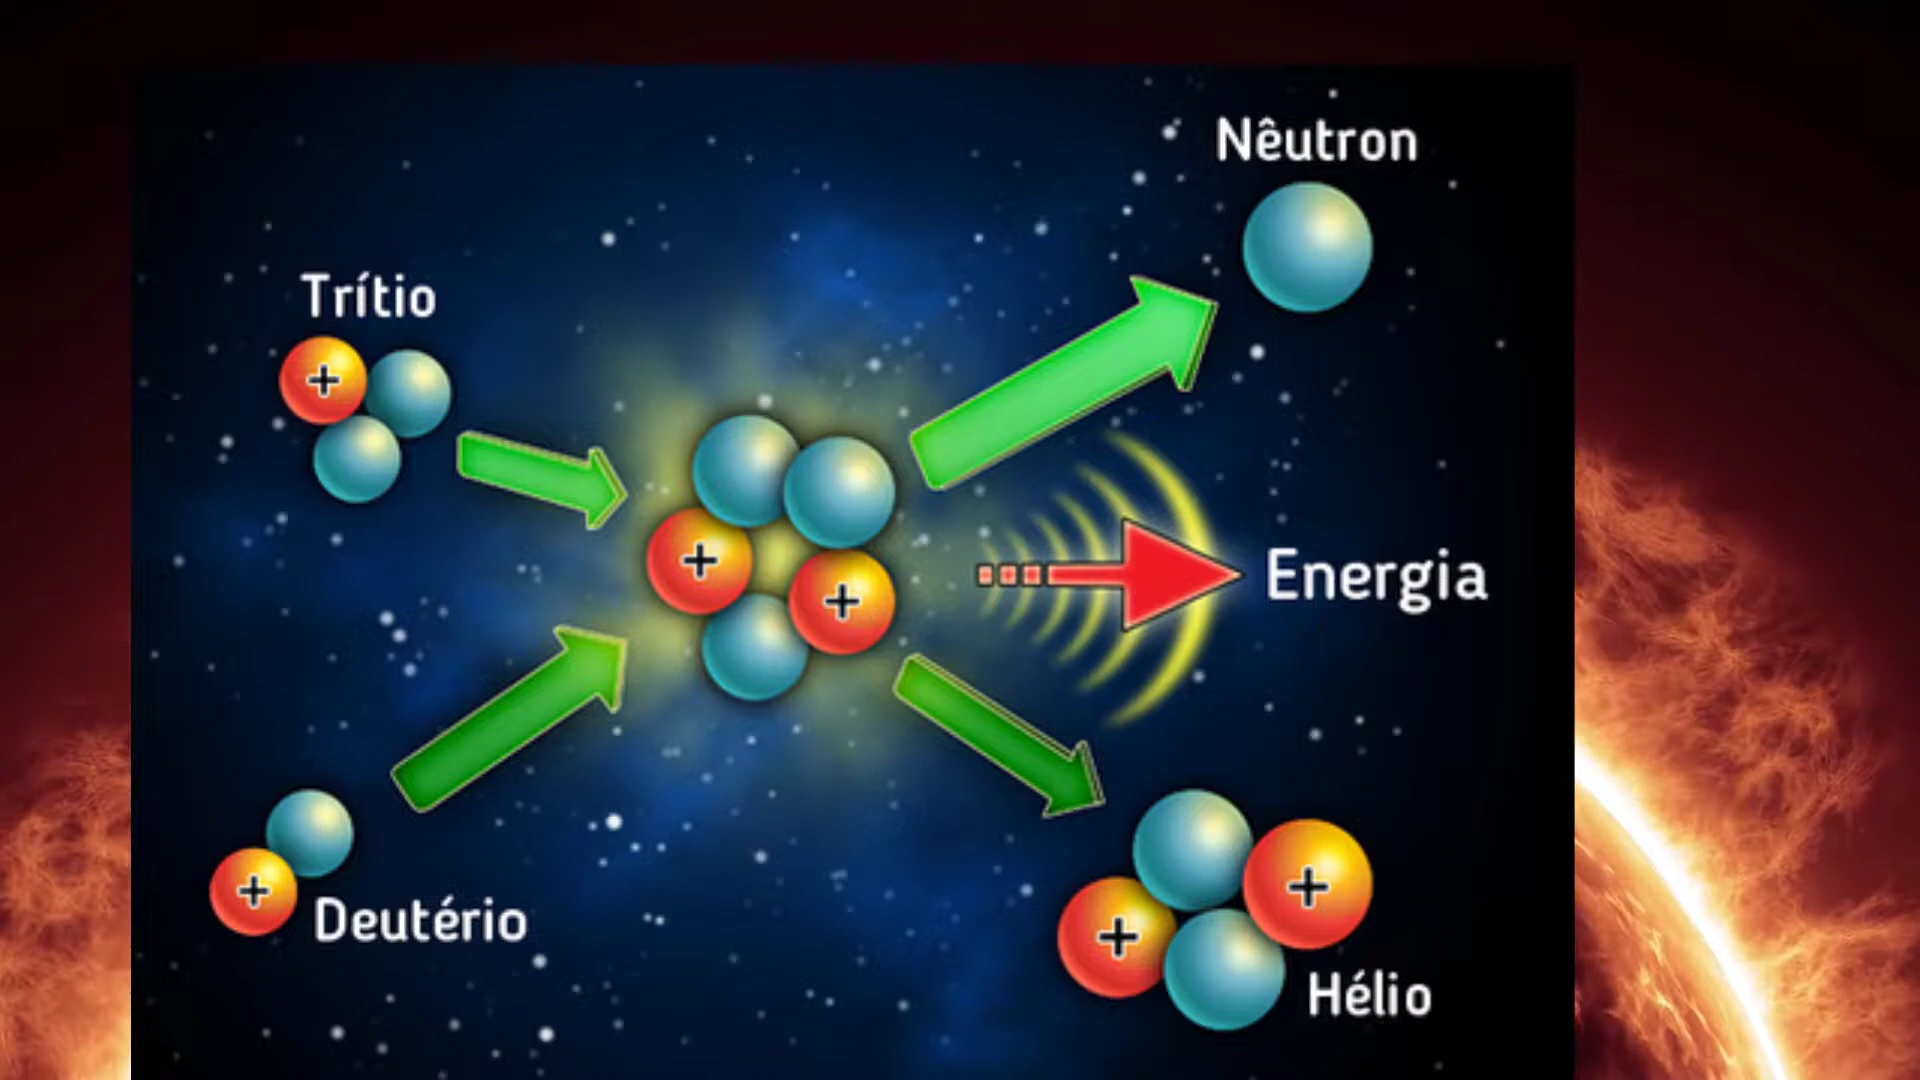 Nêutron
Trítio
+
+
+
Energia
+
Deutério
+
+
Hélio